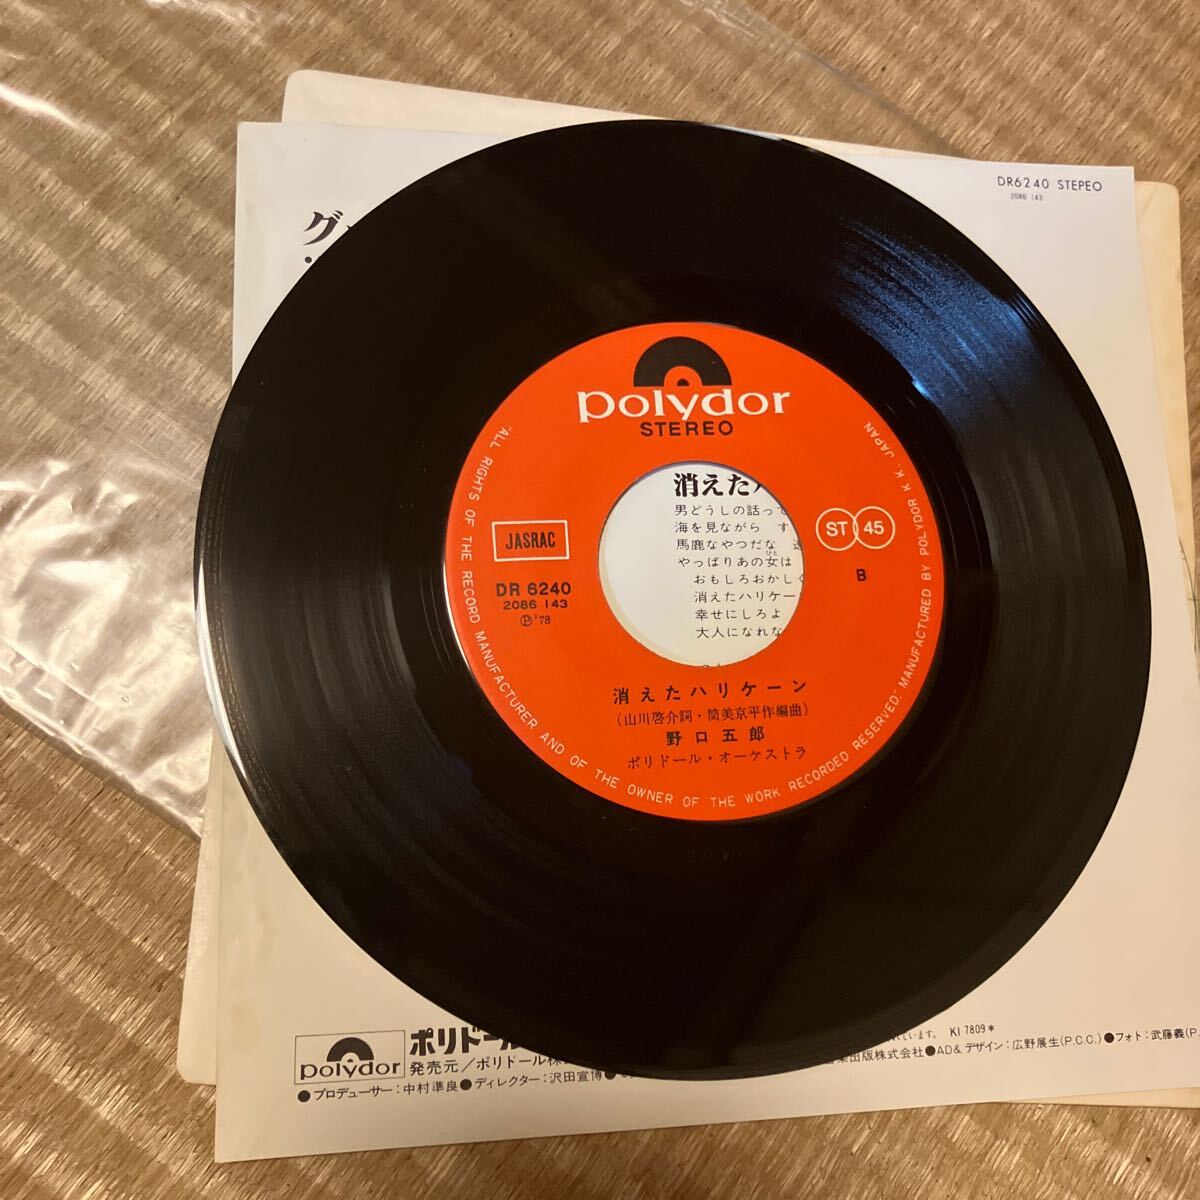 DR6240 STEPEO
2086 143
グ
polydor
STEREO
JASRAC
DR 6240
2086 143
Ⓟ'78
ST 45
B
消えた
男どうしの話って
海を見ながら す
馬鹿なやつだな
やっぱりあの女は
ひと
おもしろおかしく
消えたハリケー
幸せにしろよ
大人になれな
消えたハリケーン
(山川啓介詞・筒美京平作編曲)
野口五郎
ポリドール・オーケストラ
"ALL RIGHTS OF THE RECORD MANUFACTURER AND OF THE OWNER OF THE WORK RECORDED RESERVED." MANUFACTURED BY POLYDOR K.K. JAPAN
います。 KI 7809*
polydor
ポリドール
発売元/ポリドール株
出版株式会社●AD&デザイン:広野展生(P.C.C.)●フォト:武藤義(P.
●プロデューサー:中村準良●ディレクター:沢田宣博●